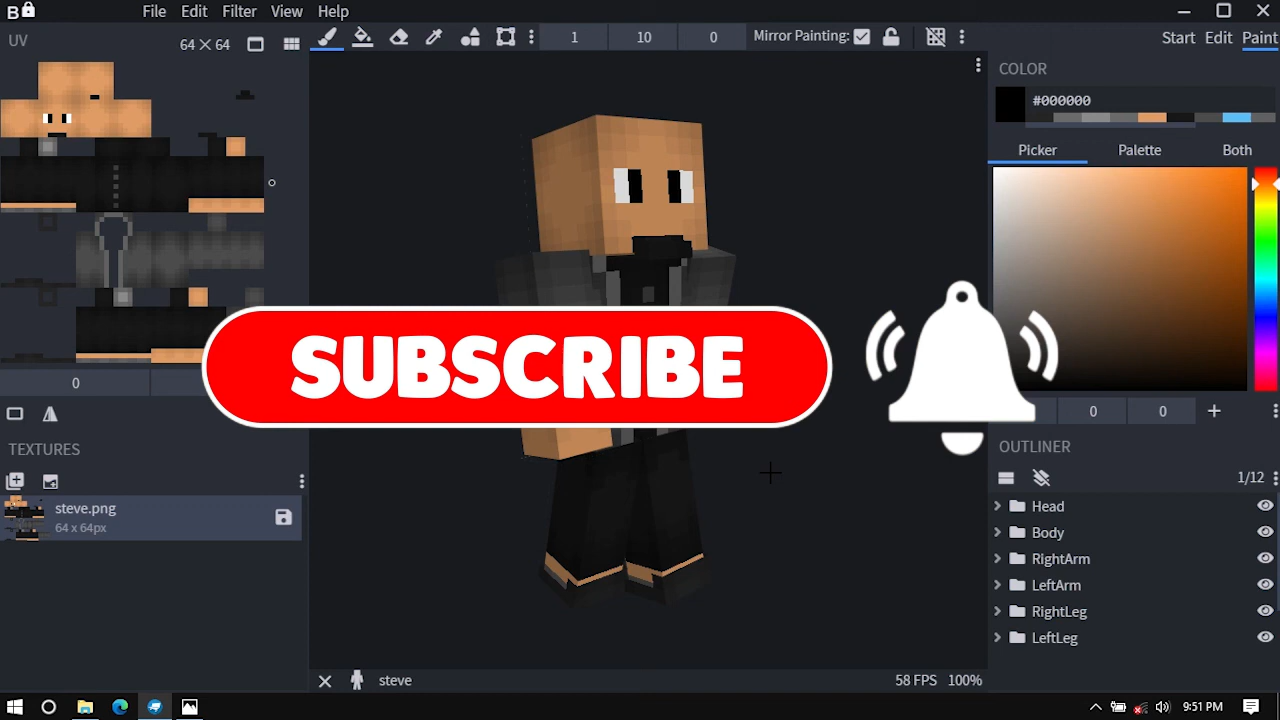 B
File Edit Filter View Help
UV
64 × 64
1 10 0
Mirror Painting:
Start Edit Paint
COLOR
#000000
Picker Palette Both
SUBSCRIBE
0
0 0
TEXTURES
steve.png
64 x 64px
OUTLINER
1/12
Head
Body
RightArm
LeftArm
RightLeg
LeftLeg
steve
58 FPS 100%
9:51 PM